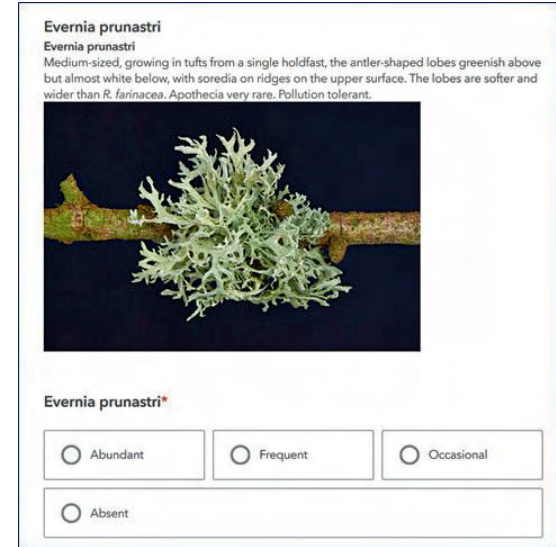 Evernia prunastri
Evernia prunastri
Medium-sized, growing in tufts from a single holdfast, the antler-shaped lobes greenish above
but almost white below, with soredia on ridges on the upper surface. The lobes are softer and
wider than R. farinacea. Apothecia very rare. Pollution tolerant.
Evernia prunastri*
Abundant
Frequent
Occasional
Absent